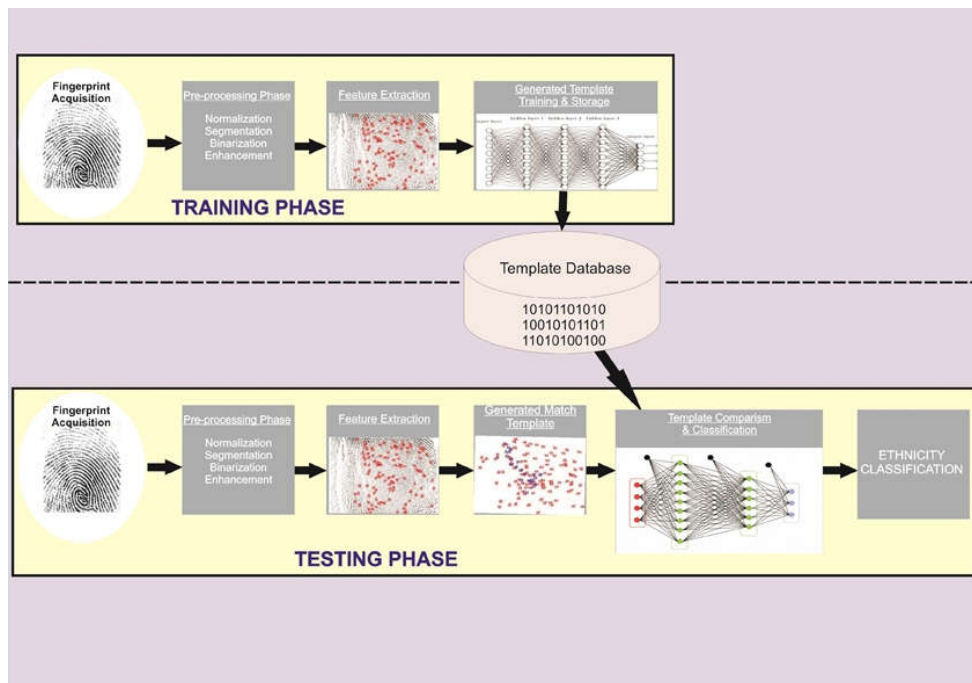 Fingerprint
Acquisition
Pre-processing Phase
Normalization
Segmentation
Binarization
Enhancement
Feature Extraction
Generated Template
Training & Storage
TRAINING PHASE
Template Database
10101101010
10010101101
11010100100
Fingerprint
Acquisition
Pre-processing Phase
Normalization
Segmentation
Binarization
Enhancement
Feature Extraction
Generated Match
Template
Template Comparism
& Classification
ETHNICITY
CLASSIFICATION
TESTING PHASE